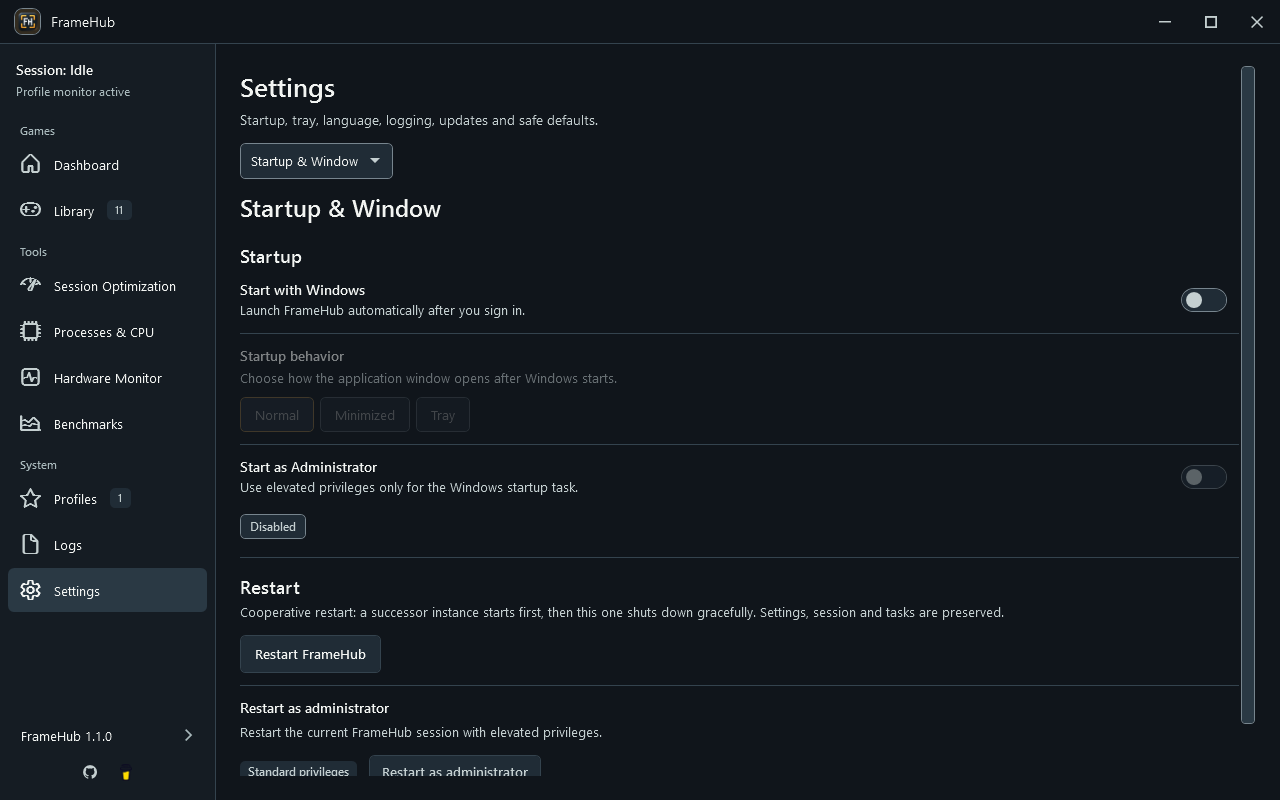 FH
FrameHub
Session: Idle
Profile monitor active
Games
Dashboard
Library 11
Tools
Session Optimization
Processes & CPU
Hardware Monitor
Benchmarks
System
Profiles 1
Logs
Settings
FrameHub 1.1.0
Settings
Startup, tray, language, logging, updates and safe defaults.
Startup & Window
Startup & Window
Startup
Start with Windows
Launch FrameHub automatically after you sign in.
Startup behavior
Choose how the application window opens after Windows starts.
Normal Minimized Tray
Start as Administrator
Use elevated privileges only for the Windows startup task.
Disabled
Restart
Cooperative restart: a successor instance starts first, then this one shuts down gracefully. Settings, session and tasks are preserved.
Restart FrameHub
Restart as administrator
Restart the current FrameHub session with elevated privileges.
Standard privileges Restart as administrator